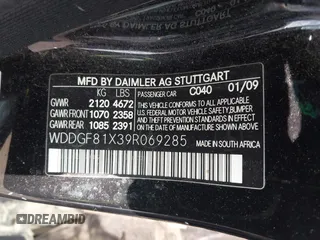 MFD BY DAIMLER AG STUTTGART
KG LBS PASSENGER CAR C040 01/09
GVWR 2120 4672
GAWR FRONT 1070 2358
GAWR REAR 1085 2391
THIS VEHICLE CONFORMS TO ALL
APPLICABLE U.S. FEDERAL MOTOR
VEHICLE SAFETY, BUMPER,
AND THEFT PREVENTION STANDARDS
IN EFFECT ON THE DATE OF
MANUFACTURE SHOWN ABOVE
WDDGF81X39R069285
MADE IN SOUTH AFRICA
DREAMBID